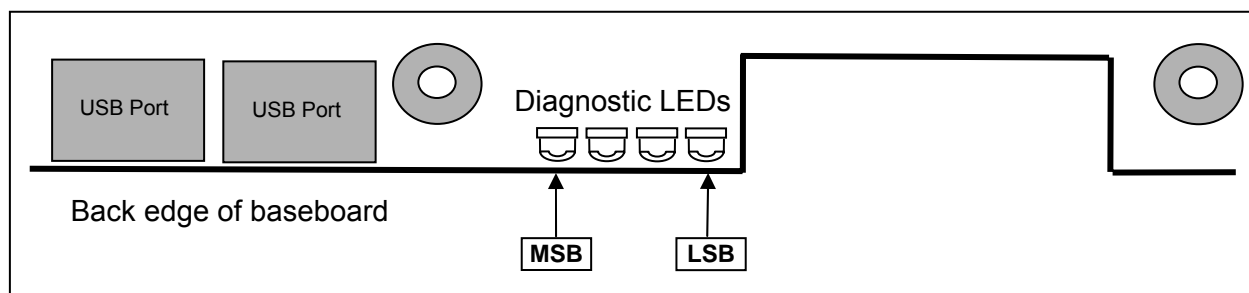 USB Port
USB Port
Diagnostic LEDs
Back edge of baseboard
MSB
LSB